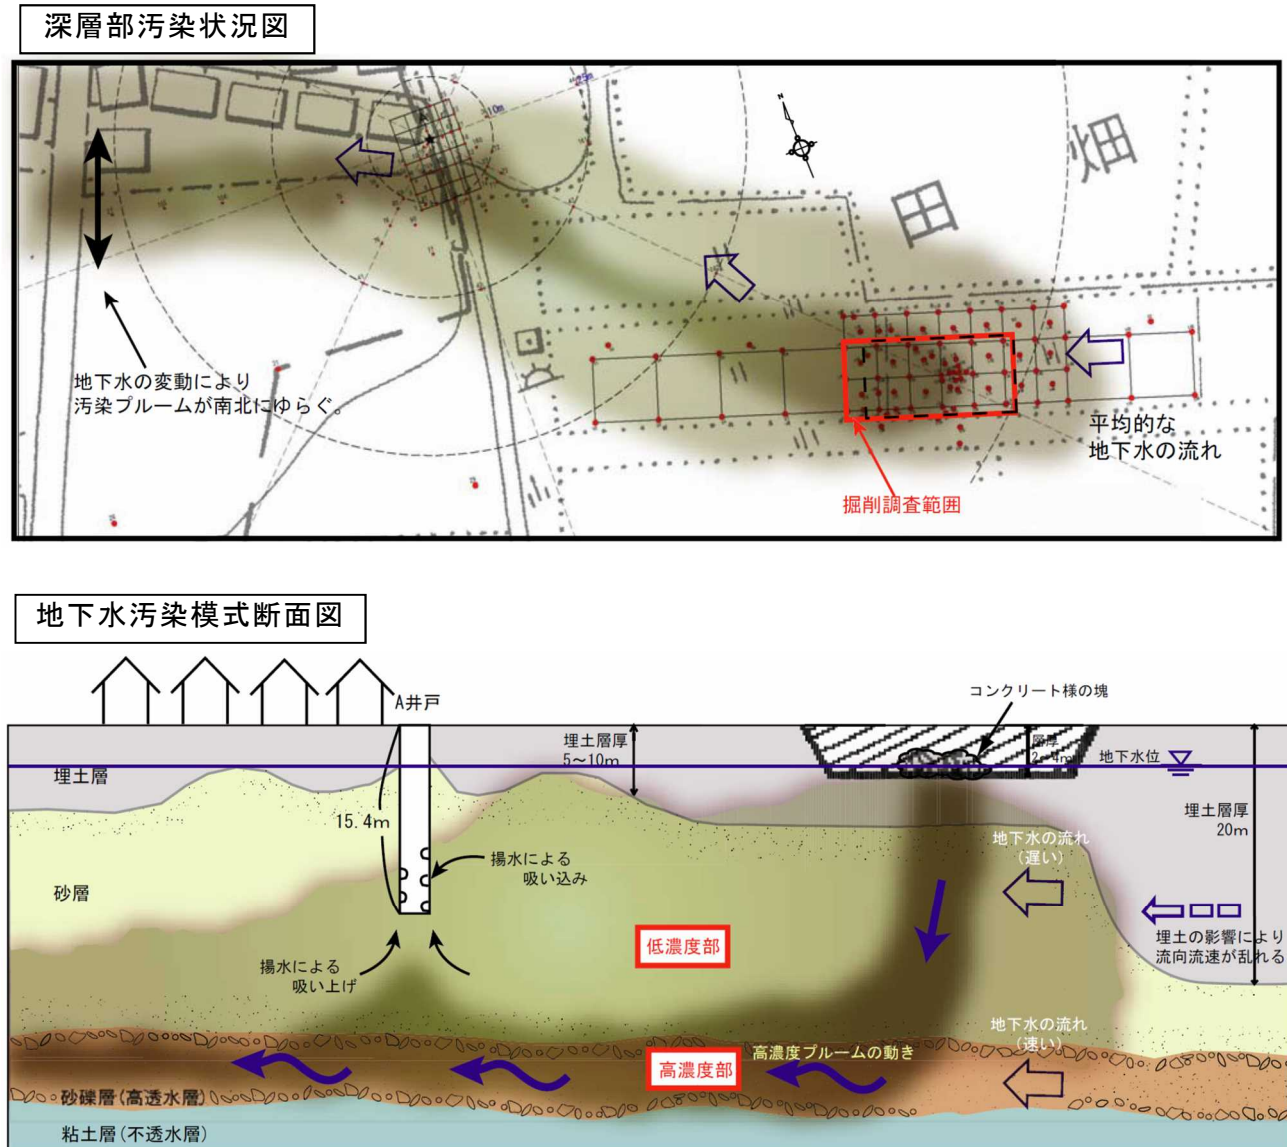 深層部汚染状況図
25m
10m
N
畑
田
地下水の変動により
汚染プルームが南北にゆらぐ。
平均的な
地下水の流れ
掘削調査範囲
地下水汚染模式断面図
A井戸
コンクリート様の塊
埋土層厚
5～10m
層厚
2～4m
地下水位
埋土層
埋土層厚
20m
15.4m
地下水の流れ
(遅い)
揚水による
吸い込み
砂層
埋土の影響により
流向流速が乱れる
低濃度部
揚水による
吸い上げ
地下水の流れ
(速い)
高濃度プルームの動き
高濃度部
砂礫層(高透水層)
粘土層(不透水層)